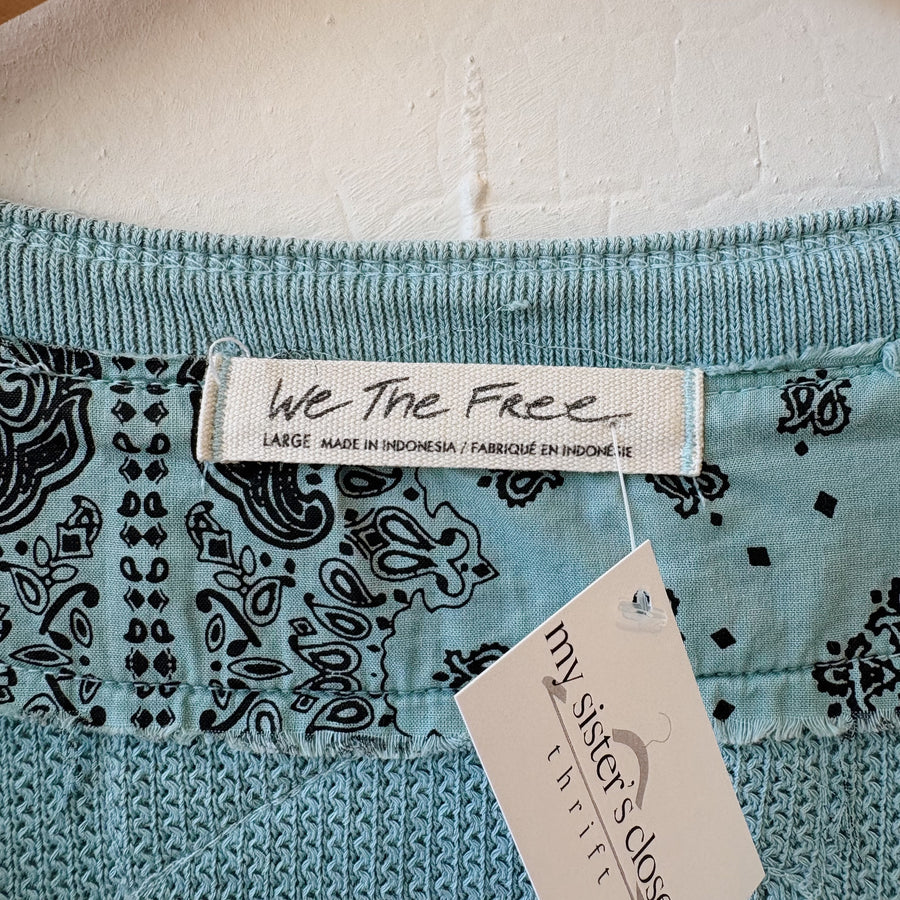 We The Free
LARGE MADE IN INDONESIA / FABRIQUÉ EN INDONÉSIE
my sister's close
thrift